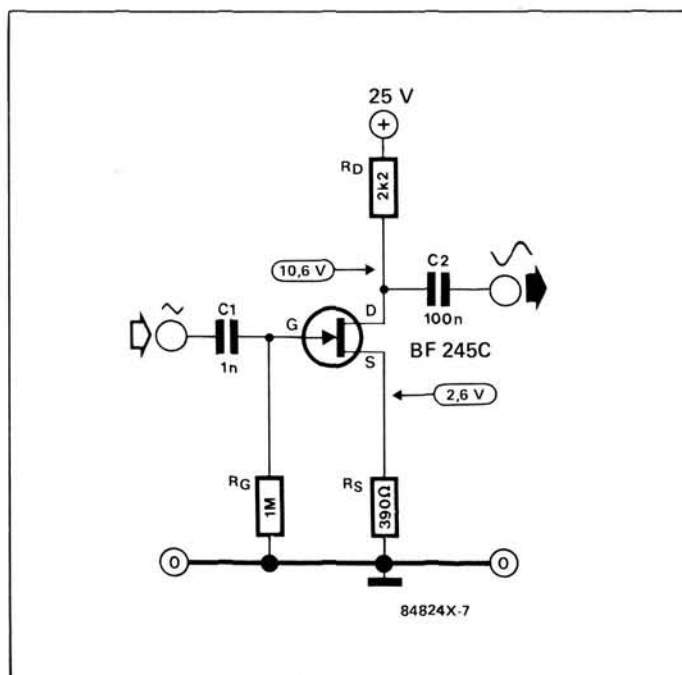 25 V
+
RD
2k2
10,6 V
C2
100n
C1
1n
G
D
S
BF 245C
2,6 V
RG
1M
RS
390Ω
0
0
84824X-7